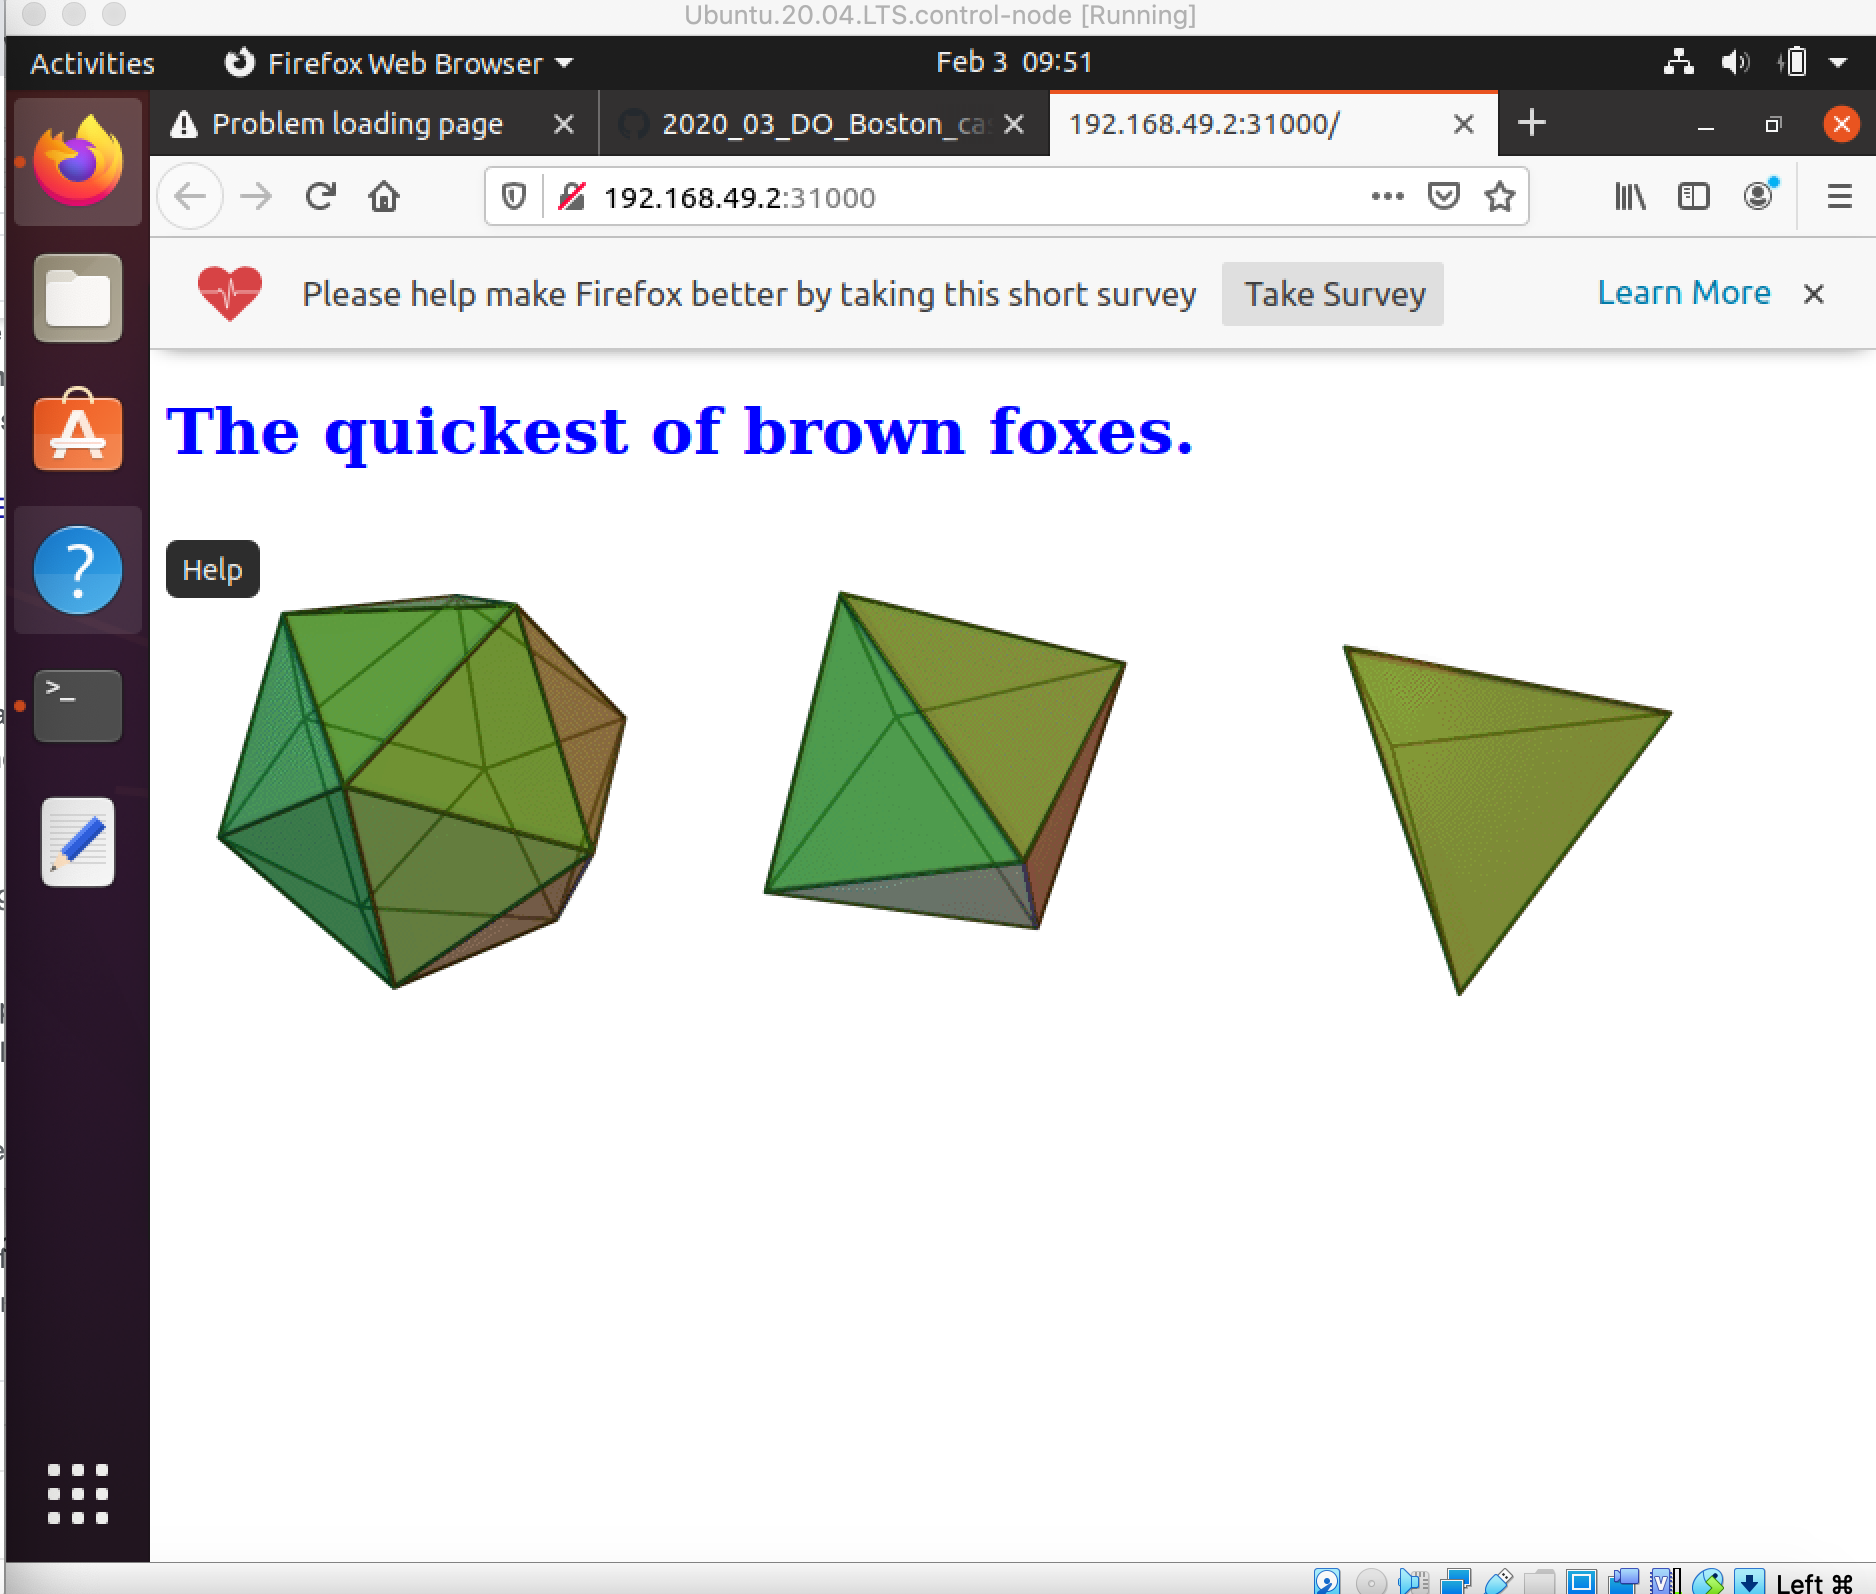 Ubuntu.20.04.LTS.control-node [Running]
Activities Firefox Web Browser Feb 3 09:51
Problem loading page 2020_03_DO_Boston_ca 192.168.49.2:31000/
192.168.49.2:31000
Please help make Firefox better by taking this short survey Take Survey Learn More
The quickest of brown foxes.
Help
Left ⌘